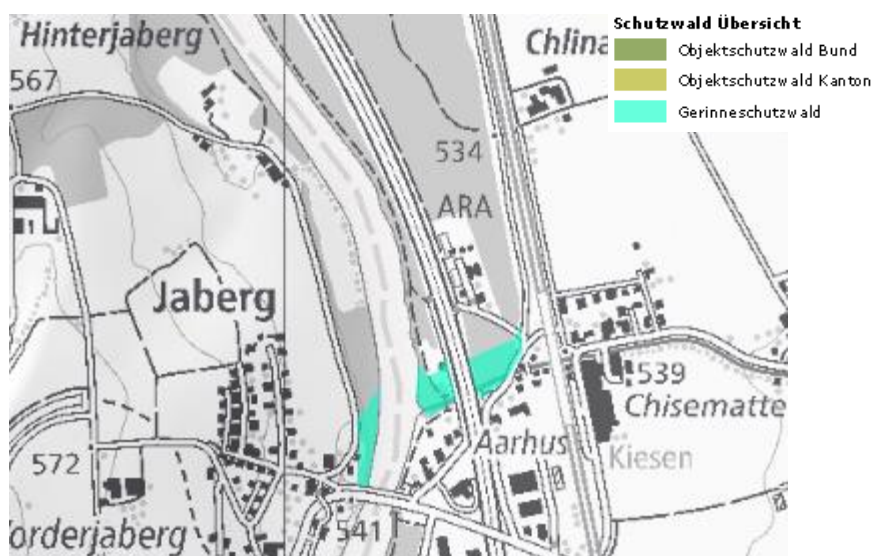 Schutzwald Übersicht
Objektschutzwald Bund
Objektschutzwald Kanton
Gerinneschutzwald
Hinterjaberg
Chlina
567
534
ARA
Jaberg
539
Chisematte
Aarhus
Kiesen
572
541
orderjaberg